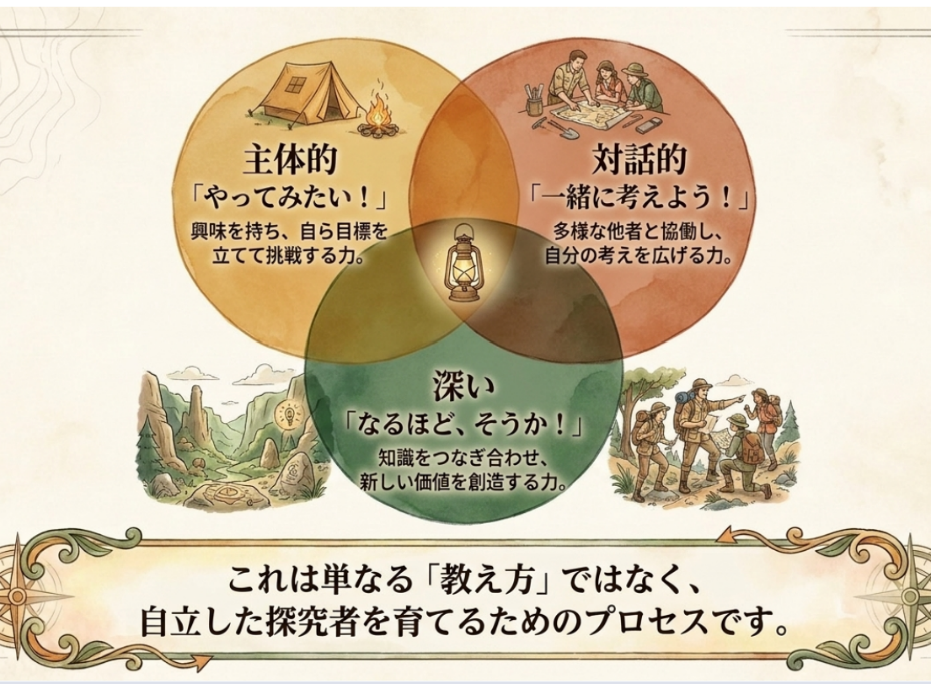 主体的
「やってみたい！」
興味を持ち、自ら目標を
立てて挑戦する力。
対話的
「一緒に考えよう！」
多様な他者と協働し、
自分の考えを広げる力。
深い
「なるほど、そうか！」
知識をつなぎ合わせ、
新しい価値を創造する力。
これは単なる「教え方」ではなく、
自立した探究者を育てるためのプロセスです。